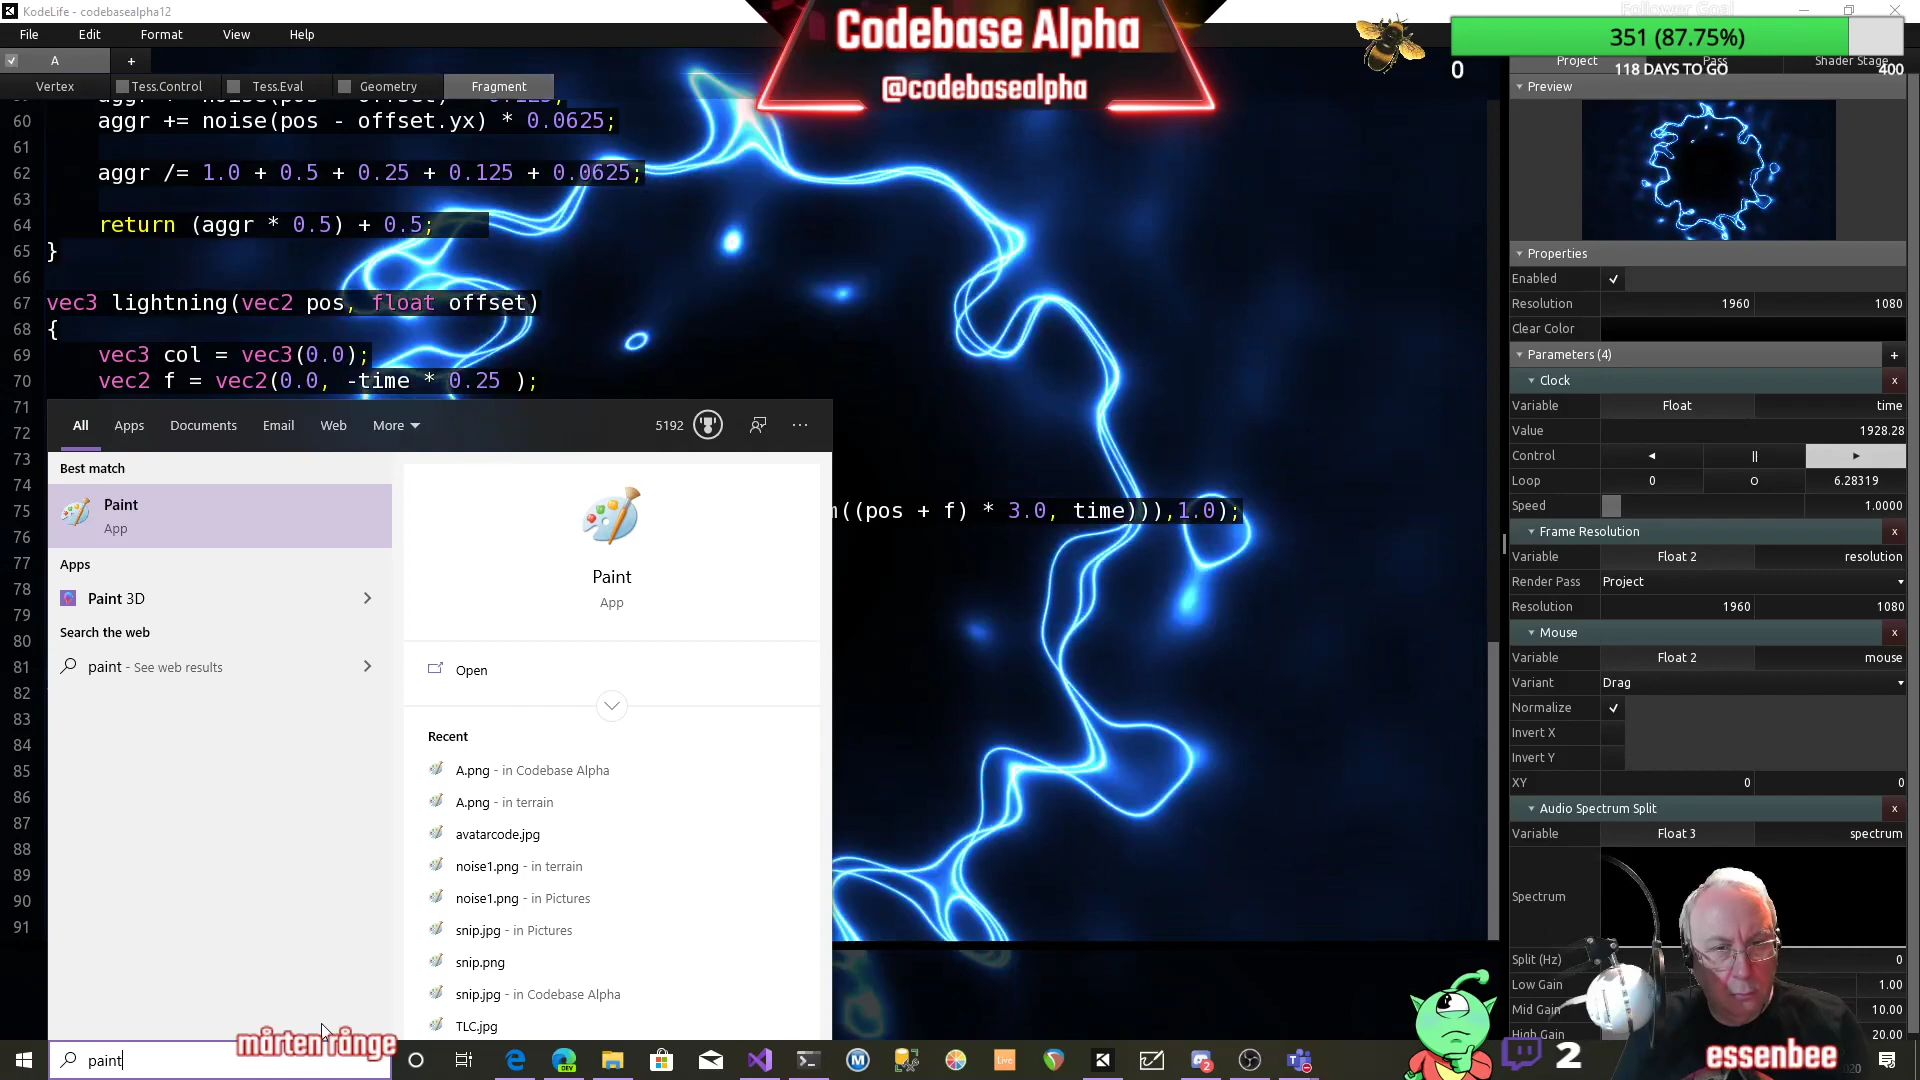 KodeLife - codebasealpha12
File Edit Format View Help
A +
Vertex Tess.Control Tess.Eval Geometry Fragment
60 aggr += noise(pos - offset.yx) * 0.0625;
61
62 aggr /= 1.0 + 0.5 + 0.25 + 0.125 + 0.0625;
63
64 return (aggr * 0.5) + 0.5;
65 }
66
67 vec3 lightning(vec2 pos, float offset)
68 {
69 vec3 col = vec3(0.0);
70 vec2 f = vec2(0.0, -time * 0.25 );
71
72
73
74
75 ((pos + f) * 3.0, time))),1.0);
76
77
78
79
80
81
82
83
84
85
86
87
88
89
90
91
All Apps Documents Email Web More 5192
Best match
Paint
App
Apps
Paint 3D
Search the web
paint - See web results
Paint
App
Open
Recent
A.png - in Codebase Alpha
A.png - in terrain
avatarcode.jpg
noise1.png - in terrain
noise1.png - in Pictures
snip.jpg - in Pictures
snip.png
snip.jpg - in Codebase Alpha
TLC.jpg
paint
mårten rånge
Codebase Alpha
@codebasealpha
Follower Goal
351 (87.75%)
0 118 DAYS TO GO 400
Project Pass Shader Stage
Preview
Properties
Enabled
Resolution 1960 1080
Clear Color
Parameters (4) +
Clock x
Variable Float time
Value 1928.28
Control
Loop 0 O 6.28319
Speed 1.0000
Frame Resolution x
Variable Float 2 resolution
Render Pass Project
Resolution 1960 1080
Mouse x
Variable Float 2 mouse
Variant Drag
Normalize
Invert X
Invert Y
XY 0 0
Audio Spectrum Split x
Variable Float 3 spectrum
Spectrum
Split (Hz) 0
Low Gain 1.00
Mid Gain 10.00
High Gain 20.00
2
essenbee